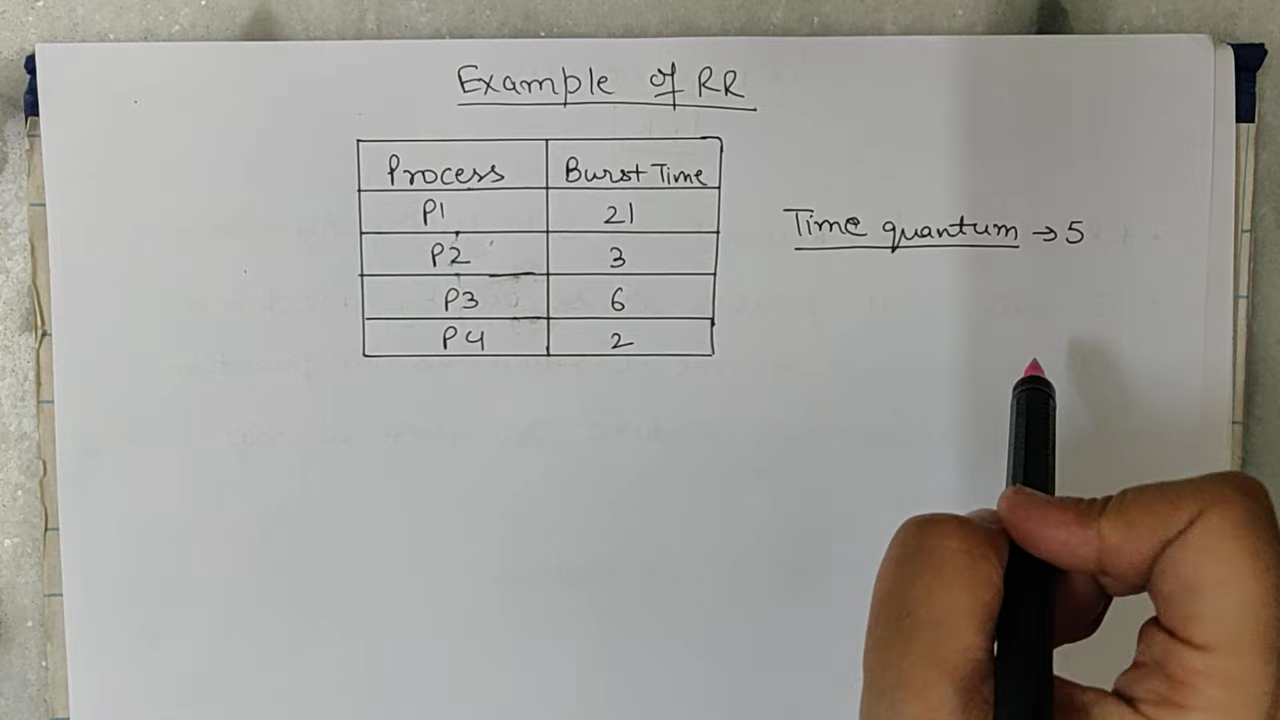 Example of RR
Process Burst Time
P1 21
P2 3
P3 6
P4 2
Time quantum → 5